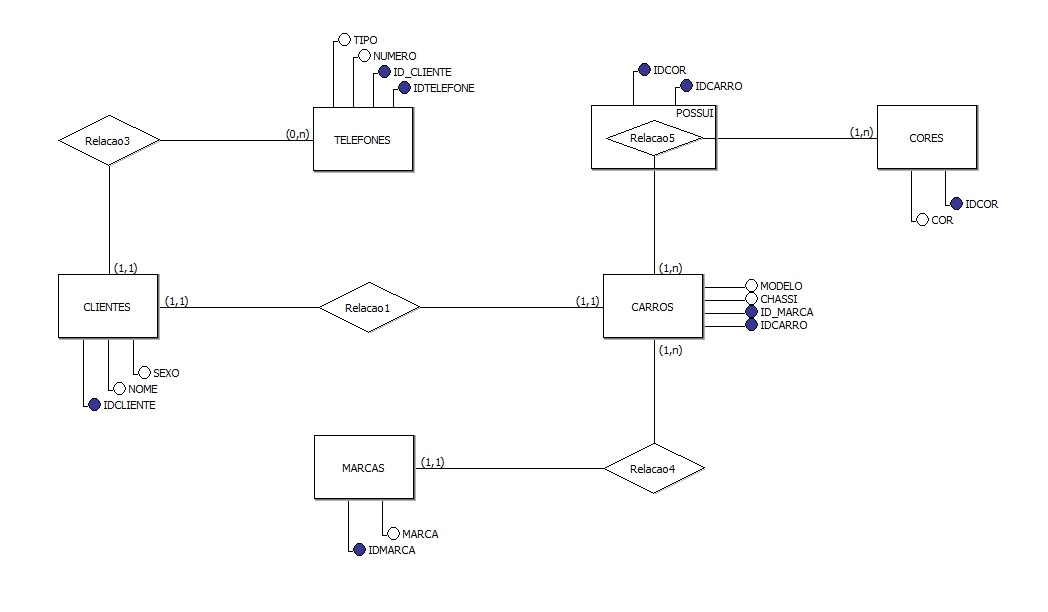 TIPO
NUMERO
ID_CLIENTE
IDTELEFONE
TELEFONES
(0,n)
Relacao3
(1,1)
IDCOR
IDCARRO
POSSUI
Relacao5
(1,n)
CORES
IDCOR
COR
(1,n)
CLIENTES
(1,1)
Relacao1
(1,1)
CARROS
MODELO
CHASSI
ID_MARCA
IDCARRO
(1,n)
SEXO
NOME
IDCLIENTE
MARCAS
(1,1)
Relacao4
MARCA
IDMARCA